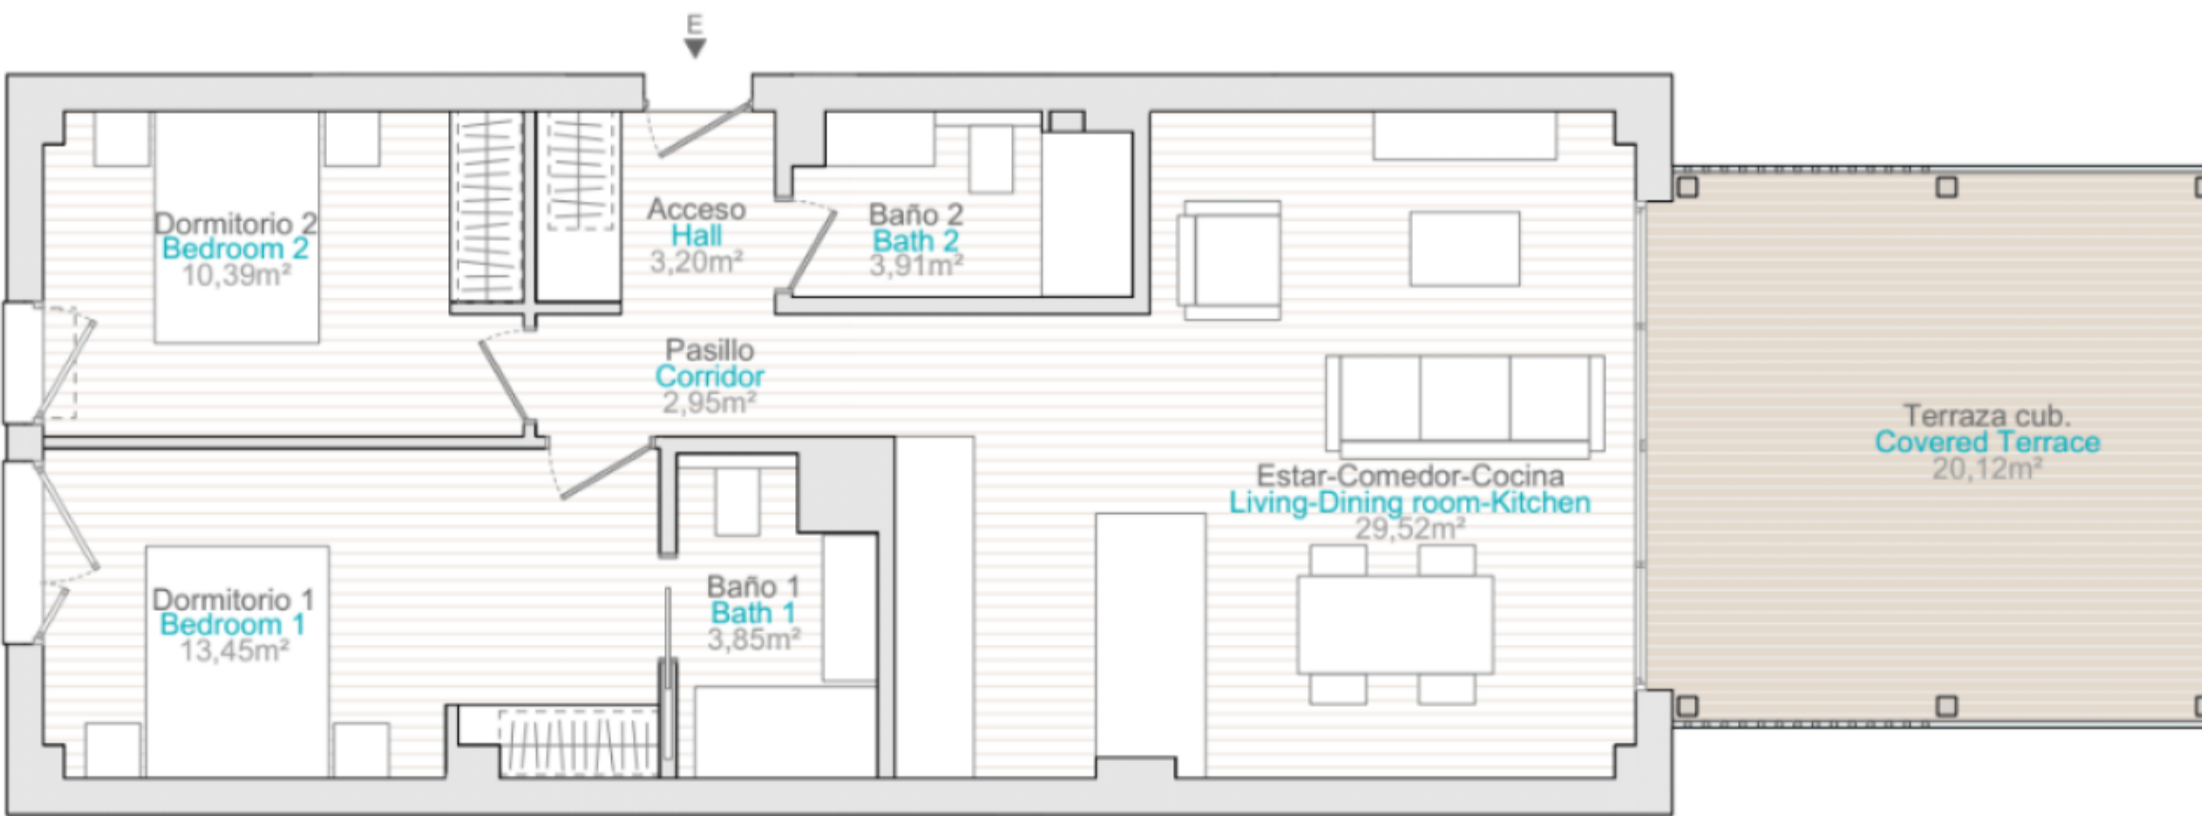 E
Dormitorio 2
Bedroom 2
10,39m²
Acceso
Hall
3,20m²
Baño 2
Bath 2
3,91m²
Pasillo
Corridor
2,95m²
Terraza cub.
Covered Terrace
20,12m²
Estar-Comedor-Cocina
Living-Dining room-Kitchen
29,52m²
Dormitorio 1
Bedroom 1
13,45m²
Baño 1
Bath 1
3,85m²